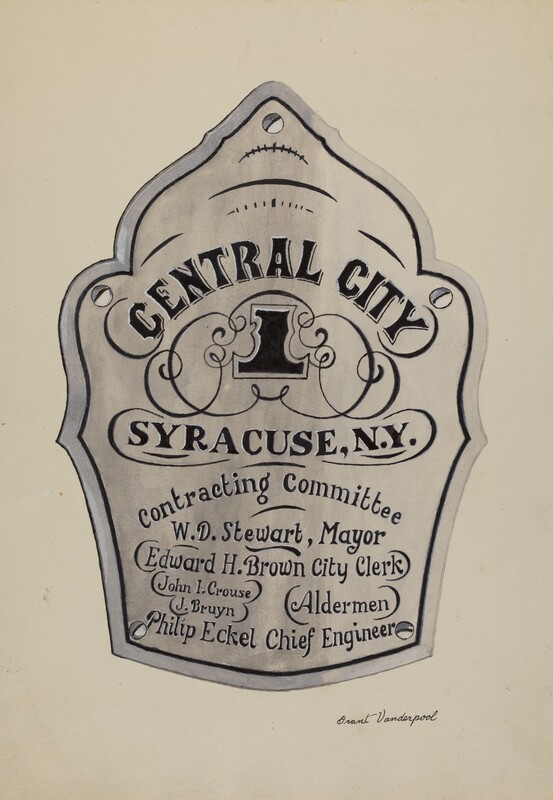 CENTRAL CITY
1
SYRACUSE, N.Y.
Contracting Committee
W.D. Stewart, Mayor
Edward H. Brown City Clerk
John I. Crouse
J. Bruyn
Aldermen
Philip Eckel Chief Engineer
Grant Vanderpool